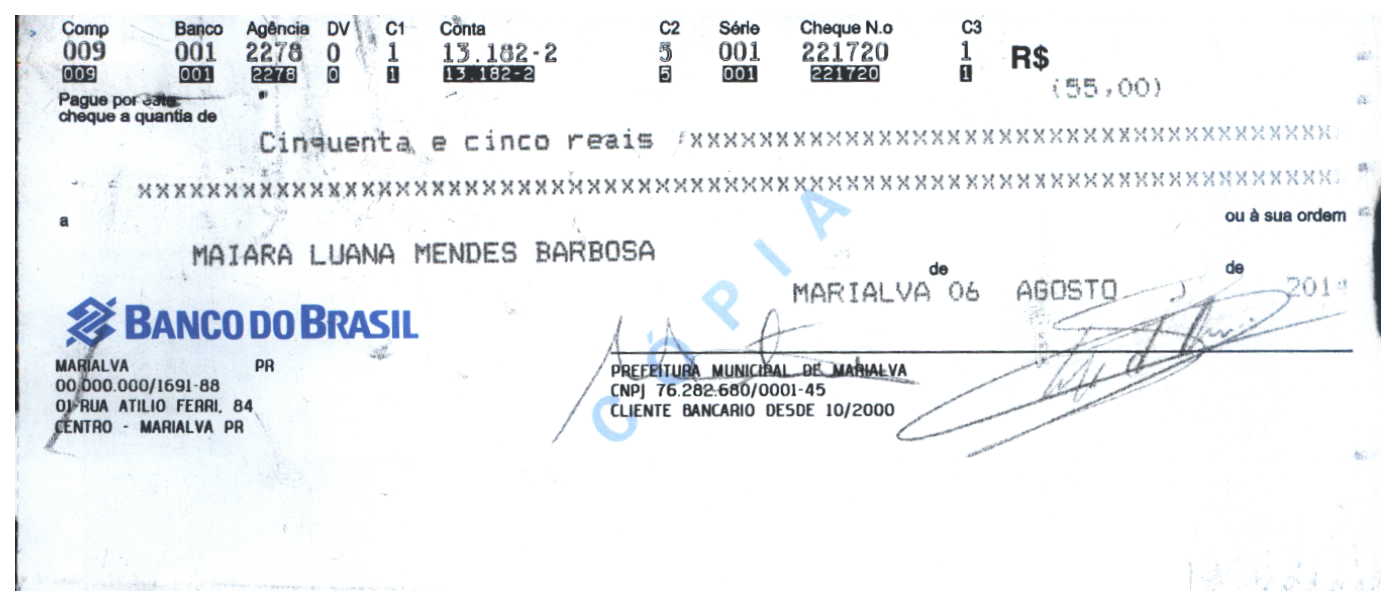 Comp Banco Agência DV C1 Conta C2 Série Cheque N.o C3
009 001 2278 0 1 13.182-2 5 001 221720 1 R$
009 001 2278 0 1 13.182-2 5 001 221720 1
(55,00)
Pague por este
cheque a quantia de
Cinquenta e cinco reais /XXXXXXXXXXXXXXXXXXXXXXXXXXXXXXXXXXXXXX
XXXXXXXXXXXXXXXXXXXXXXXXXXXXXXXXXXXXXXXXXXXXXXXXXXXXXXXXXXXXXXXXXXXXXX
a ou à sua ordem
MAIARA LUANA MENDES BARBOSA
de de
MARIALVA 06 AGOSTO
BANCO DO BRASIL
MARIALVA PR
00.000.000/1691-88
01-RUA ATILIO FERRI, 84
CENTRO - MARIALVA PR
PREFEITURA MUNICIPAL DE MARIALVA
CNPJ 76.282.680/0001-45
CLIENTE BANCARIO DESDE 10/2000
CÓPIA